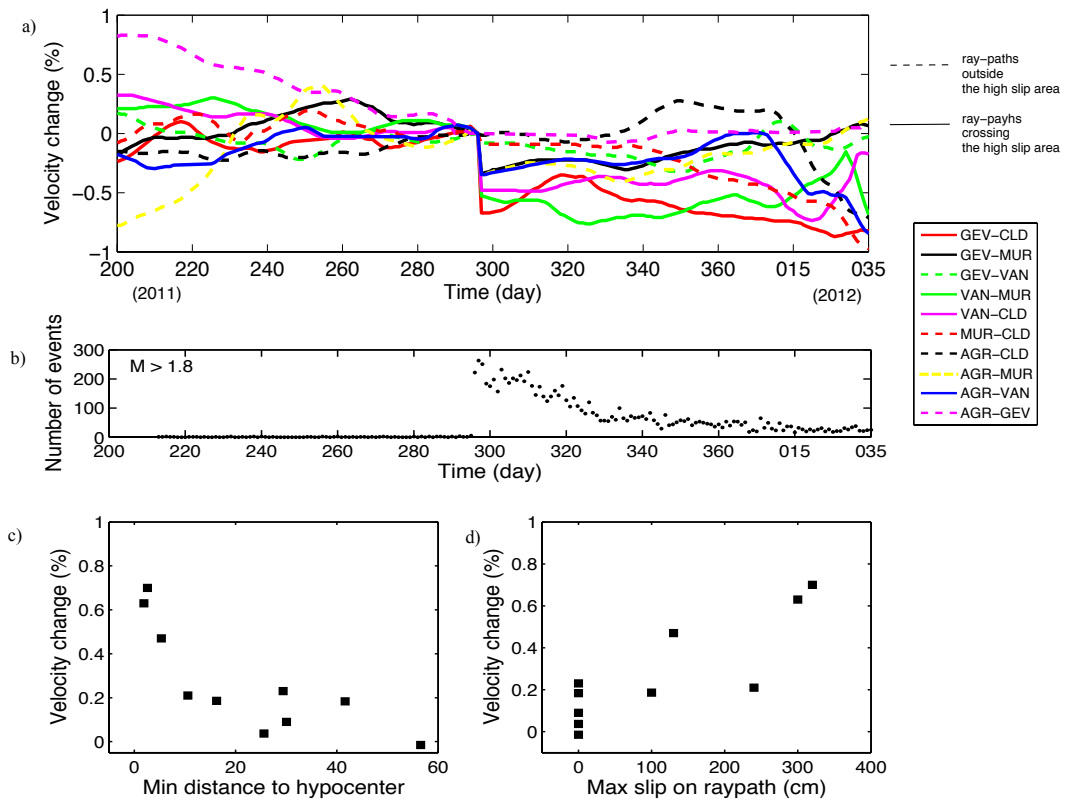 a)
1
0.5
0
−0.5
−1
Velocity change (%)
200
220
240
260
280
300
320
340
360
015
035
(2011)
Time (day)
(2012)
ray-paths
outside
the high slip area
ray-payhs
crossing
the high slip area
GEV−CLD
GEV−MUR
GEV−VAN
VAN−MUR
VAN−CLD
MUR−CLD
AGR−CLD
AGR−MUR
AGR−VAN
AGR−GEV
b)
Number of events
300
200
100
0
M > 1.8
200
220
240
260
280
300
320
340
360
015
035
Time (day)
c)
Velocity change (%)
1
0.8
0.6
0.4
0.2
0
0
20
40
60
Min distance to hypocenter
d)
Velocity change (%)
1
0.8
0.6
0.4
0.2
0
0
100
200
300
400
Max slip on raypath (cm)